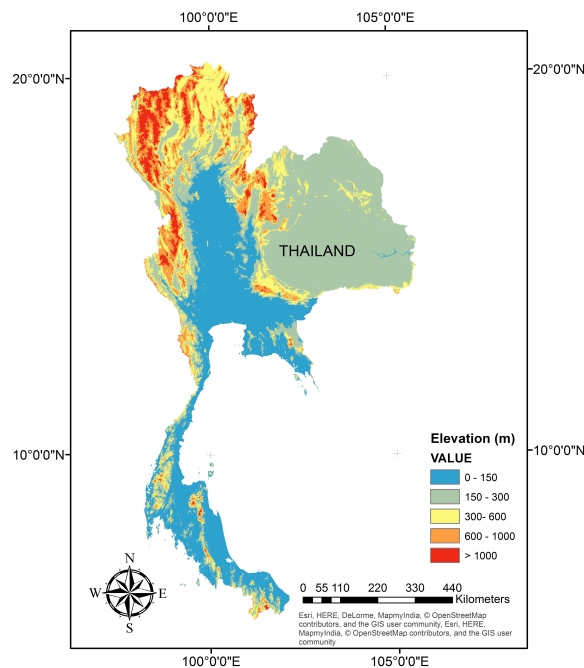 100°0'0"E 105°0'0"E
20°0'0"N 20°0'0"N
THAILAND
10°0'0"N 10°0'0"N
Elevation (m)
VALUE
0 - 150
150 - 300
300- 600
600 - 1000
> 1000
N
W E
S
0 55 110 220 330 440
Kilometers
Esri, HERE, DeLorme, MapmyIndia, © OpenStreetMap
contributors, and the GIS user community, Esri, HERE,
MapmyIndia, © OpenStreetMap contributors, and the GIS user
community
100°0'0"E 105°0'0"E